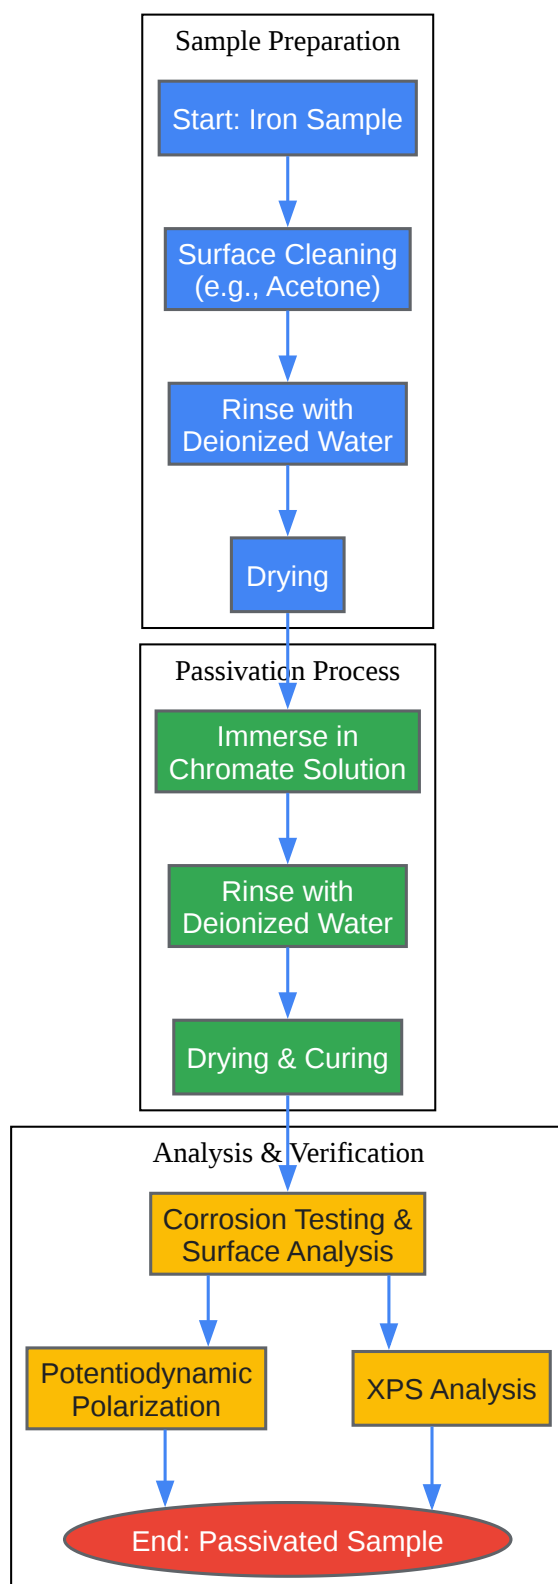 Sample Preparation
Start: Iron Sample
Surface Cleaning
(e.g., Acetone)
Rinse with
Deionized Water
Drying
Passivation Process
Immerse in
Chromate Solution
Rinse with
Deionized Water
Drying & Curing
Analysis & Verification
Corrosion Testing &
Surface Analysis
Potentiodynamic
Polarization
XPS Analysis
End: Passivated Sample